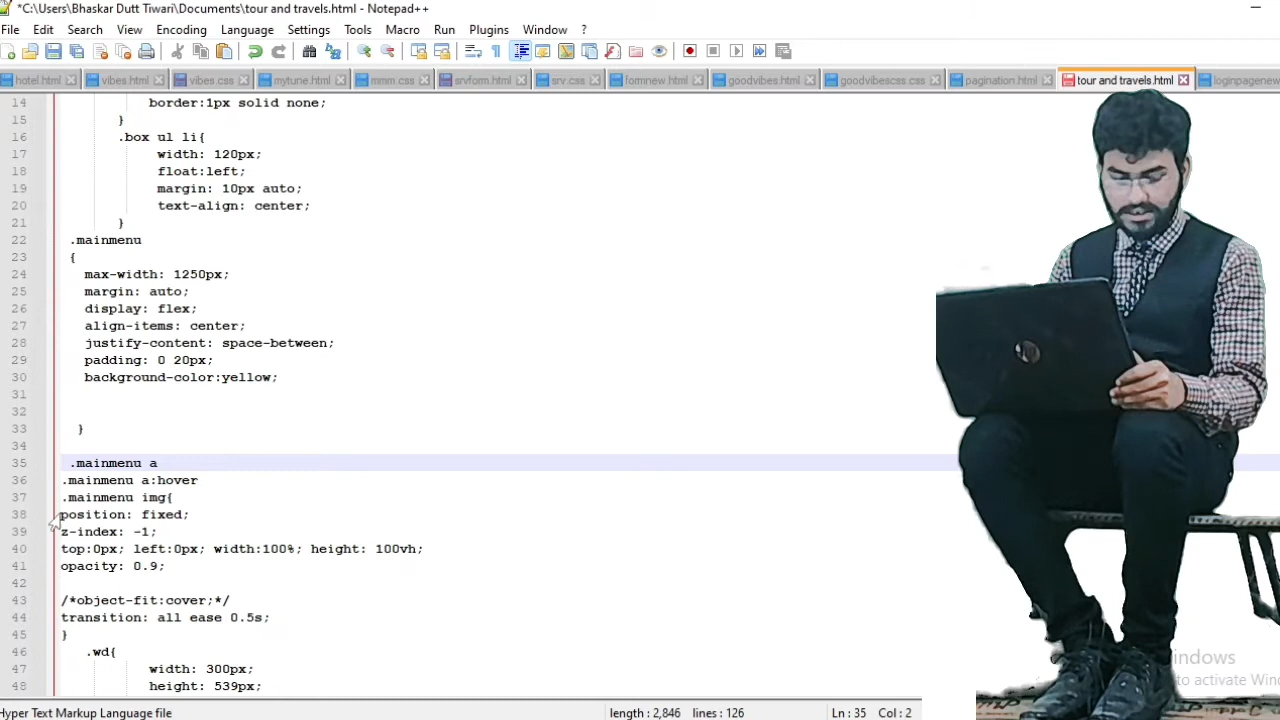 *C:\Users\Bhaskar Dutt Tiwari\Documents\tour and travels.html - Notepad++
File Edit Search View Encoding Language Settings Tools Macro Run Plugins Window ?
hotel.html vibes.html vibes.css mytune.html mmm.css srvform.html srv.css formnew.html goodvibes.html goodvibescss.css pagination.html tour and travels.html loginpagenew
14 border:1px solid none;
15 }
16 .box ul li{
17 width: 120px;
18 float:left;
19 margin: 10px auto;
20 text-align: center;
21 }
22 .mainmenu
23 {
24 max-width: 1250px;
25 margin: auto;
26 display: flex;
27 align-items: center;
28 justify-content: space-between;
29 padding: 0 20px;
30 background-color:yellow;
31
32
33 }
34
35 .mainmenu a
36 .mainmenu a:hover
37 .mainmenu img{
38 position: fixed;
39 z-index: -1;
40 top:0px; left:0px; width:100%; height: 100vh;
41 opacity: 0.9;
42
43 /*object-fit:cover;*/
44 transition: all ease 0.5s;
45 }
46 .wd{
47 width: 300px;
48 height: 539px;
indows
to activate Win
Hyper Text Markup Language file length : 2,846 lines : 126 Ln : 35 Col : 2